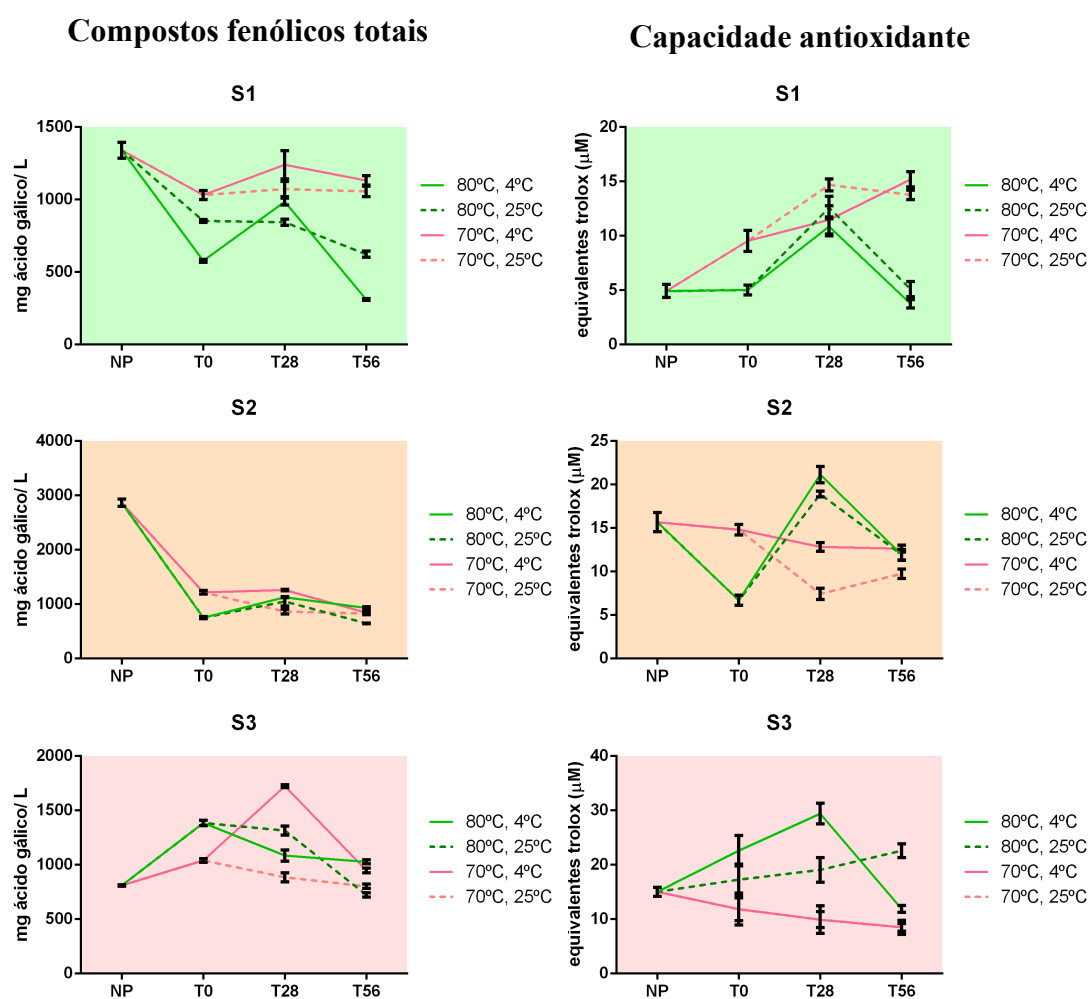 Compostos fenólicos totais
Capacidade antioxidante
S1
mg ácido gálico/ L
1500
1000
500
0
NP T0 T28 T56
80ºC, 4ºC
80ºC, 25ºC
70ºC, 4ºC
70ºC, 25ºC
S1
equivalentes trolox (μM)
20
15
10
5
0
NP T0 T28 T56
80ºC, 4ºC
80ºC, 25ºC
70ºC, 4ºC
70ºC, 25ºC
S2
mg ácido gálico/ L
4000
3000
2000
1000
0
NP T0 T28 T56
80ºC, 4ºC
80ºC, 25ºC
70ºC, 4ºC
70ºC, 25ºC
S2
equivalentes trolox (μM)
25
20
15
10
5
0
NP T0 T28 T56
80ºC, 4ºC
80ºC, 25ºC
70ºC, 4ºC
70ºC, 25ºC
S3
mg ácido gálico/ L
2000
1500
1000
500
0
NP T0 T28 T56
80ºC, 4ºC
80ºC, 25ºC
70ºC, 4ºC
70ºC, 25ºC
S3
equivalentes trolox (μM)
40
30
20
10
0
NP T0 T28 T56
80ºC, 4ºC
80ºC, 25ºC
70ºC, 4ºC
70ºC, 25ºC